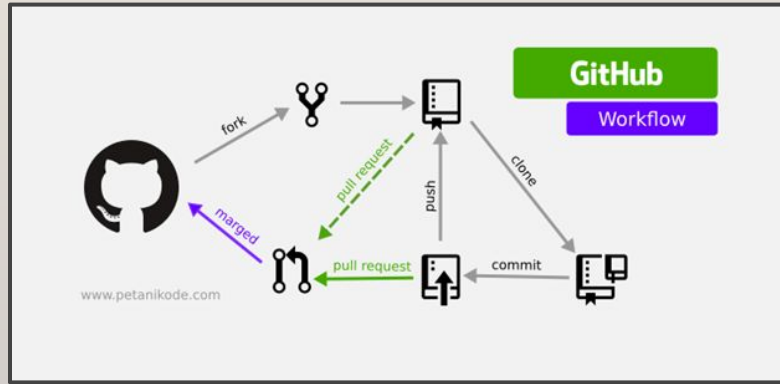 GitHub
Workflow
fork
clone
pull request
push
marged
pull request
commit
www.petanikode.com